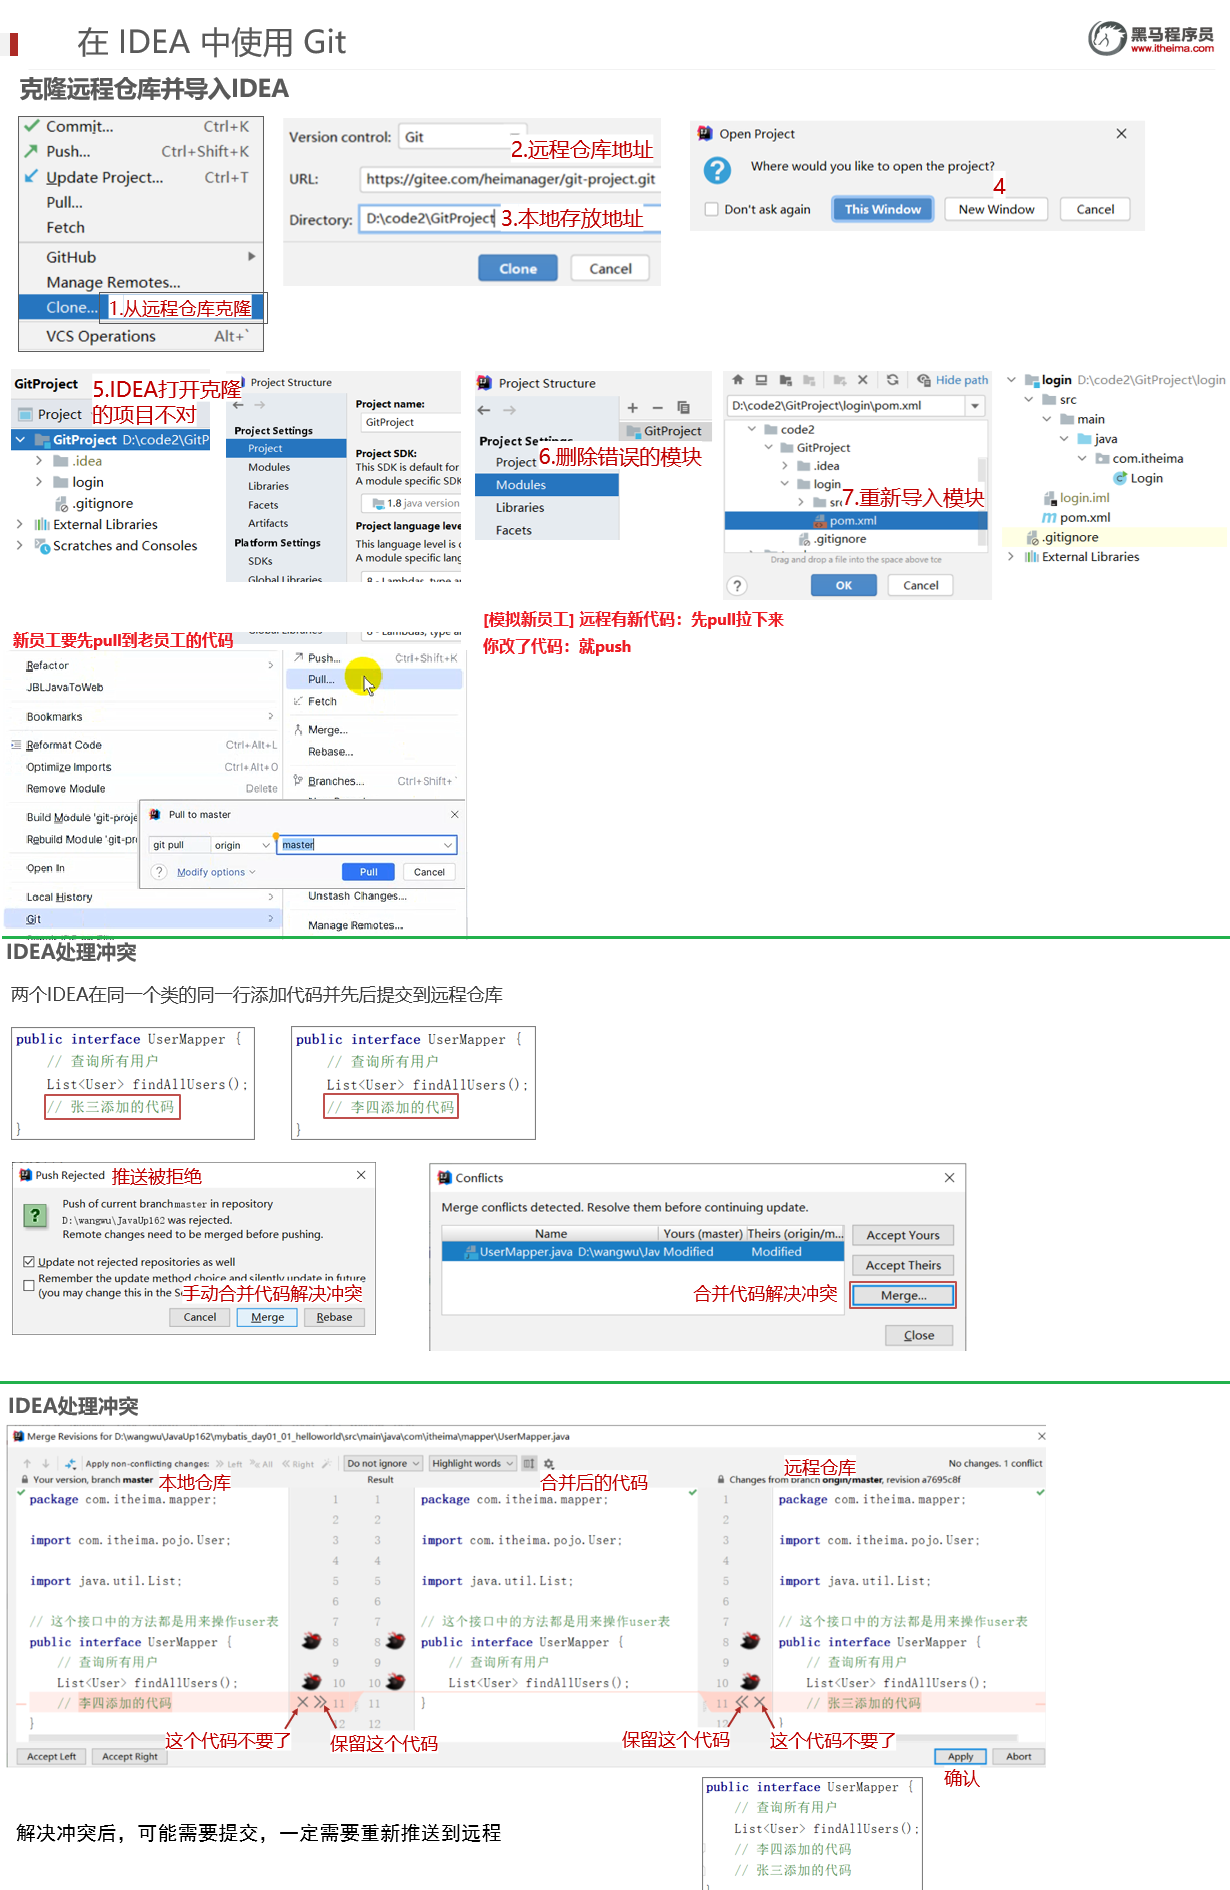 在 IDEA 中使用 Git
黑马程序员
www.itheima.com
克隆远程仓库并导入IDEA
Commit... Ctrl+K
Push... Ctrl+Shift+K
Update Project... Ctrl+T
Pull...
Fetch
GitHub
Manage Remotes...
Clone... 1.从远程仓库克隆
VCS Operations Alt+`
Version control: Git
2.远程仓库地址
URL: https://gitee.com/heimanager/git-project.git
Directory: D:\code2\GitProject 3.本地存放地址
Clone Cancel
Open Project
Where would you like to open the project?
4
Don't ask again This Window New Window Cancel
GitProject 5.IDEA打开克隆
的项目不对
Project
GitProject D:\code2\GitP
.idea
login
.gitignore
External Libraries
Scratches and Consoles
Project Structure
Project Settings
Project
Modules
Libraries
Facets
Artifacts
Platform Settings
SDKs
Global Libraries
Project name:
GitProject
Project SDK:
This SDK is default for
A module specific SDK
1.8 java version
Project language leve
This language level is c
A module specific lang
8 - Lambdas, type a
Project Structure
GitProject
Project Settings
Project 6.删除错误的模块
Modules
Libraries
Facets
Hide path
D:\code2\GitProject\login\pom.xml
code2
GitProject
.idea
login
src 7.重新导入模块
pom.xml
.gitignore
Drag and drop a file into the space above tce
OK Cancel
login D:\code2\GitProject\login
src
main
java
com.itheima
Login
login.iml
pom.xml
.gitignore
External Libraries
[模拟新员工] 远程有新代码：先pull拉下来
你改了代码：就push
新员工要先pull到老员工的代码
Refactor
JBLJavaToWeb
Bookmarks
Reformat Code Ctrl+Alt+L
Optimize Imports Ctrl+Alt+O
Remove Module Delete
Build Module 'git-proje
Rebuild Module 'git-pr
Open In
Local History
Git
Push... Ctrl+Shift+K
Pull...
Fetch
Merge...
Rebase...
Branches... Ctrl+Shift+`
Pull to master
git pull origin master
Modify options Pull Cancel
Unstash Changes...
Manage Remotes...
IDEA处理冲突
两个IDEA在同一个类的同一行添加代码并先后提交到远程仓库
public interface UserMapper {
// 查询所有用户
List<User> findAllUsers();
// 张三添加的代码
}
public interface UserMapper {
// 查询所有用户
List<User> findAllUsers();
// 李四添加的代码
}
Push Rejected 推送被拒绝
Push of current branch master in repository
D:\wangwu\JavaUp162 was rejected.
Remote changes need to be merged before pushing.
Update not rejected repositories as well
Remember the update method choice and silently update in future
(you may change this in the Se 手动合并代码解决冲突
Cancel Merge Rebase
Conflicts
Merge conflicts detected. Resolve them before continuing update.
Name Yours (master) Theirs (origin/m...
UserMapper.java D:\wangwu\Jav Modified Modified
Accept Yours
Accept Theirs
合并代码解决冲突 Merge...
Close
IDEA处理冲突
Merge Revisions for D:\wangwu\JavaUp162\mybatis_day01_01_helloworld\src\main\java\com\itheima\mapper\UserMapper.java
Apply non-conflicting changes: Left All Right Do not ignore Highlight words No changes. 1 conflict
Your version, branch master 本地仓库 Result 合并后的代码 远程仓库
Changes from branch origin/master, revision a7695c8f
package com.itheima.mapper; 1 1 package com.itheima.mapper; 1 package com.itheima.mapper;
2 2 2
import com.itheima.pojo.User; 3 3 import com.itheima.pojo.User; 3 import com.itheima.pojo.User;
4 4 4
import java.util.List; 5 5 import java.util.List; 5 import java.util.List;
6 6 6
// 这个接口中的方法都是用来操作user表 7 7 // 这个接口中的方法都是用来操作user表 7 // 这个接口中的方法都是用来操作user表
public interface UserMapper { 8 8 public interface UserMapper { 8 public interface UserMapper {
// 查询所有用户 9 9 // 查询所有用户 9 // 查询所有用户
List<User> findAllUsers(); 10 10 List<User> findAllUsers(); 10 List<User> findAllUsers();
// 李四添加的代码 11 11 } 11 // 张三添加的代码
} 12 12 12 }
这个代码不要了 保留这个代码 保留这个代码 这个代码不要了
Accept Left Accept Right Apply Abort
确认
public interface UserMapper {
// 查询所有用户
List<User> findAllUsers();
// 李四添加的代码
// 张三添加的代码
}
解决冲突后，可能需要提交，一定需要重新推送到远程